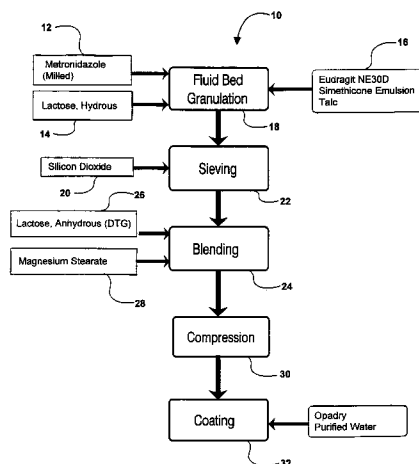 10
12
Metronidazole
(Milled)
16
Fluid Bed
Granulation
Eudragit NE30D
Simethicone Emulsion
Talc
Lactose, Hydrous
14
18
Silicon Dioxide
Sieving
20
26
22
Lactose, Anhydrous (DTG)
Blending
Magnesium Stearate
24
28
Compression
30
Coating
Opadry
Purified Water
32